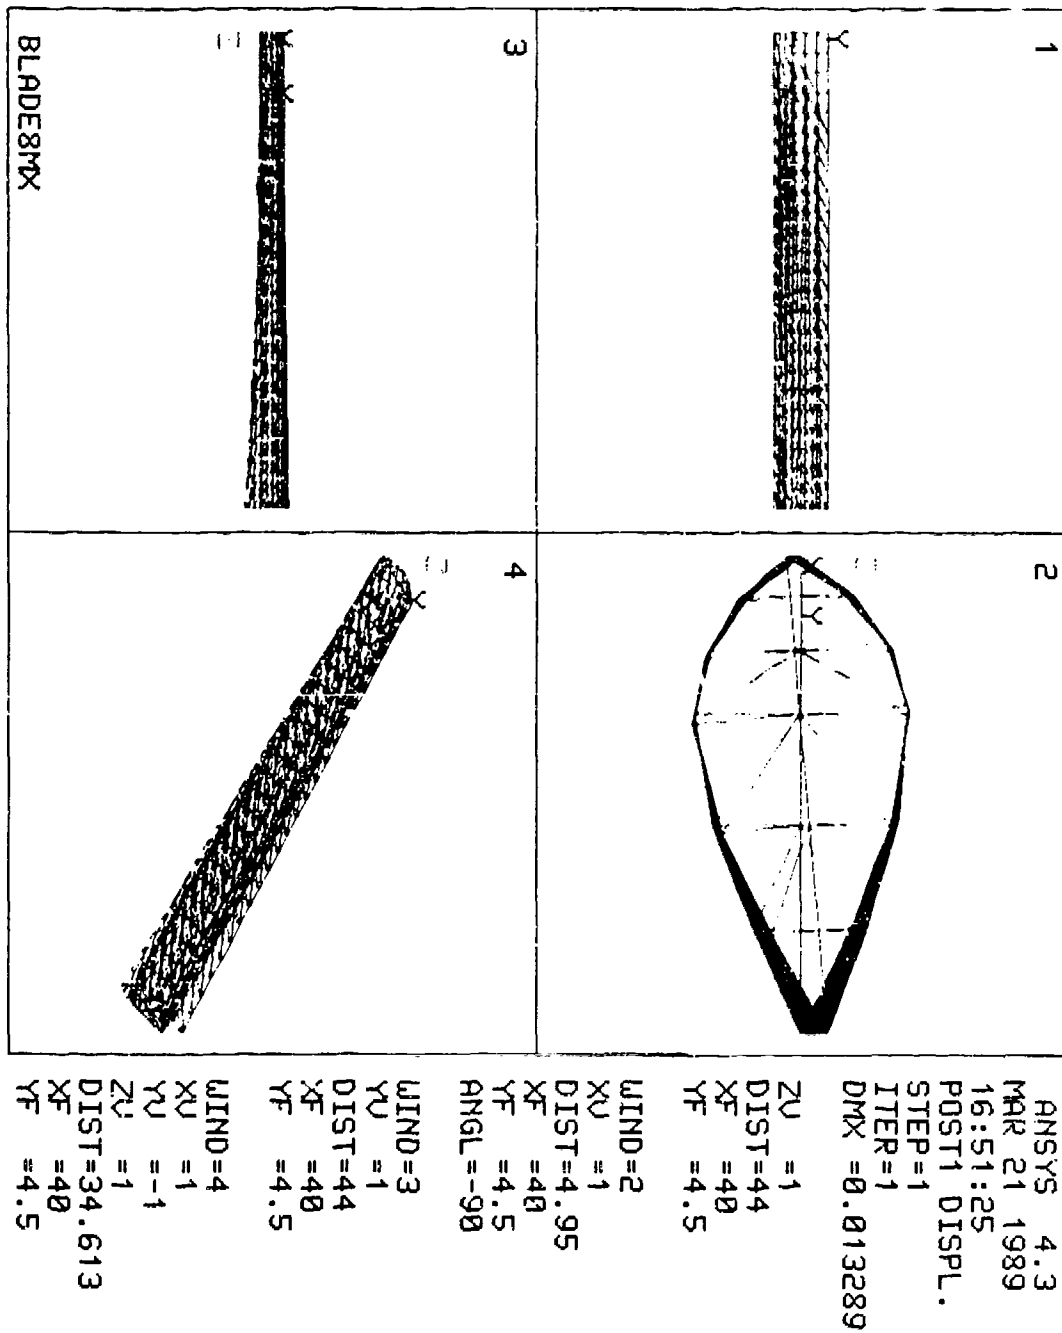 1
2
3
4
BLADE8MX
ANSYS 4.3
MAR 21 1989
16:51:25
POST1 DISPL.
STEP=1
ITER=1
DMX =0.013289
ZV =1
DIST=44
XF =40
YF =4.5
WIND=2
XV =1
DIST=4.95
XF =40
YF =4.5
ANGL=-90
WIND=3
YV =1
DIST=44
XF =40
YF =4.5
WIND=4
XV =1
YV =-1
ZV =1
DIST=34.613
XF =40
YF =4.5